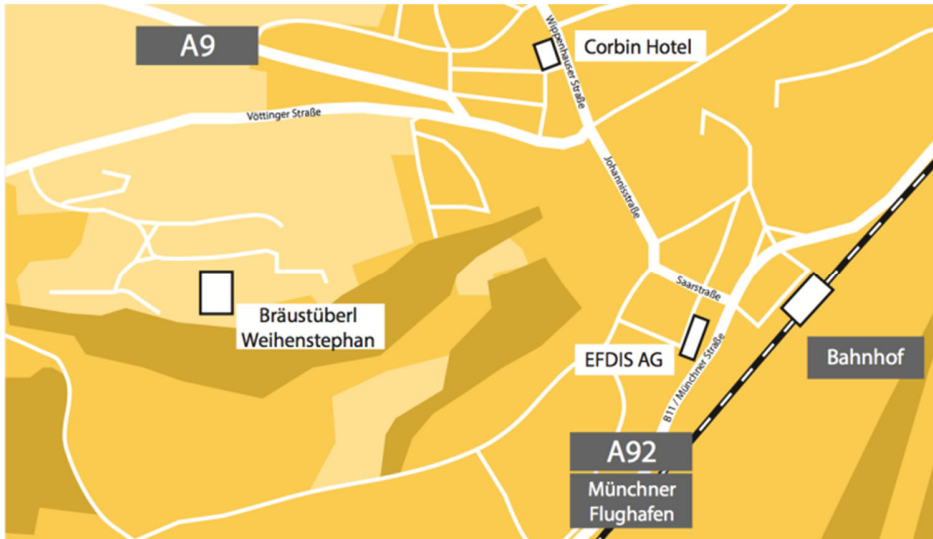 A9
Corbin Hotel
Wippenhauser Straße
Vöttinger Straße
Johannisstraße
Saarstraße
Bräustüberl
Weihenstephan
EFDIS AG
B11 / Münchner Straße
Bahnhof
A92
Münchner
Flughafen